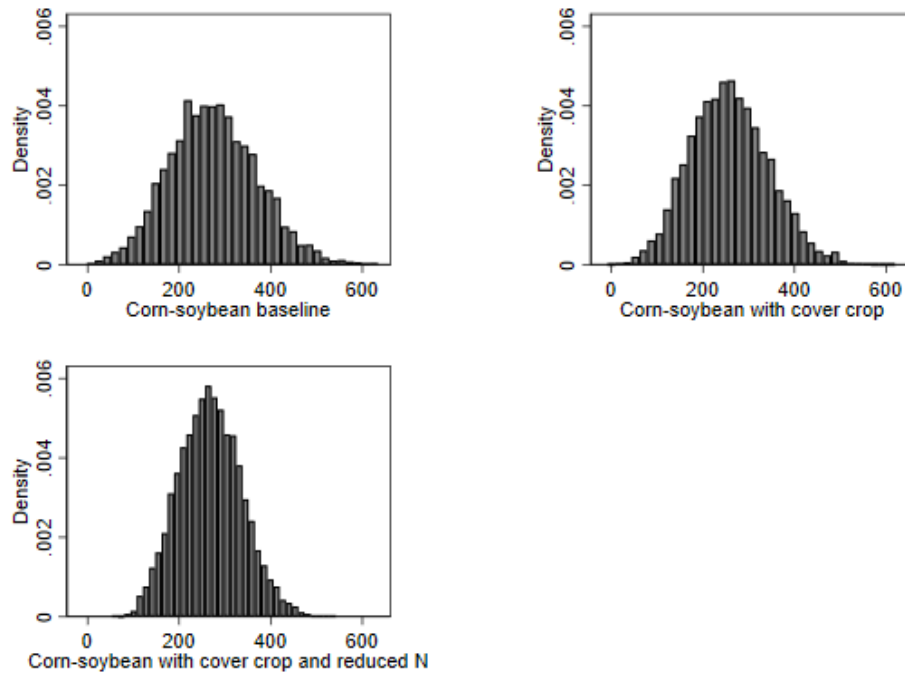 Density
0 .002 .004 .006
0 200 400 600
Corn-soybean baseline
Density
0 .002 .004 .006
0 200 400 600
Corn-soybean with cover crop
Density
0 .002 .004 .006
0 200 400 600
Corn-soybean with cover crop and reduced N